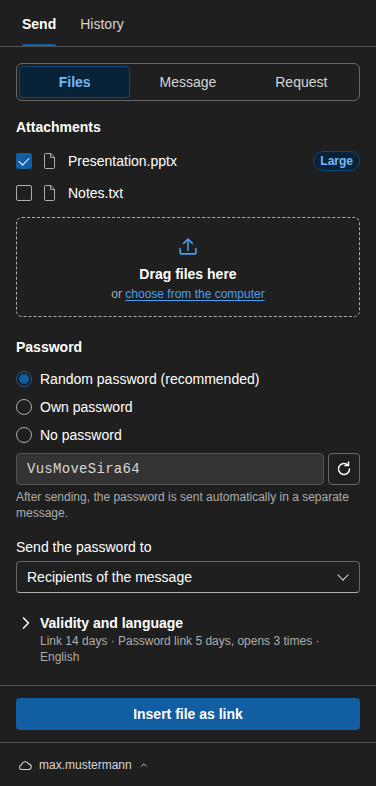 Send History
Files Message Request
Attachments
Presentation.pptx Large
Notes.txt
Drag files here
or choose from the computer
Password
Random password (recommended)
Own password
No password
VusMoveSira64
After sending, the password is sent automatically in a separate
message.
Send the password to
Recipients of the message
Validity and language
Link 14 days · Password link 5 days, opens 3 times ·
English
Insert file as link
max.mustermann